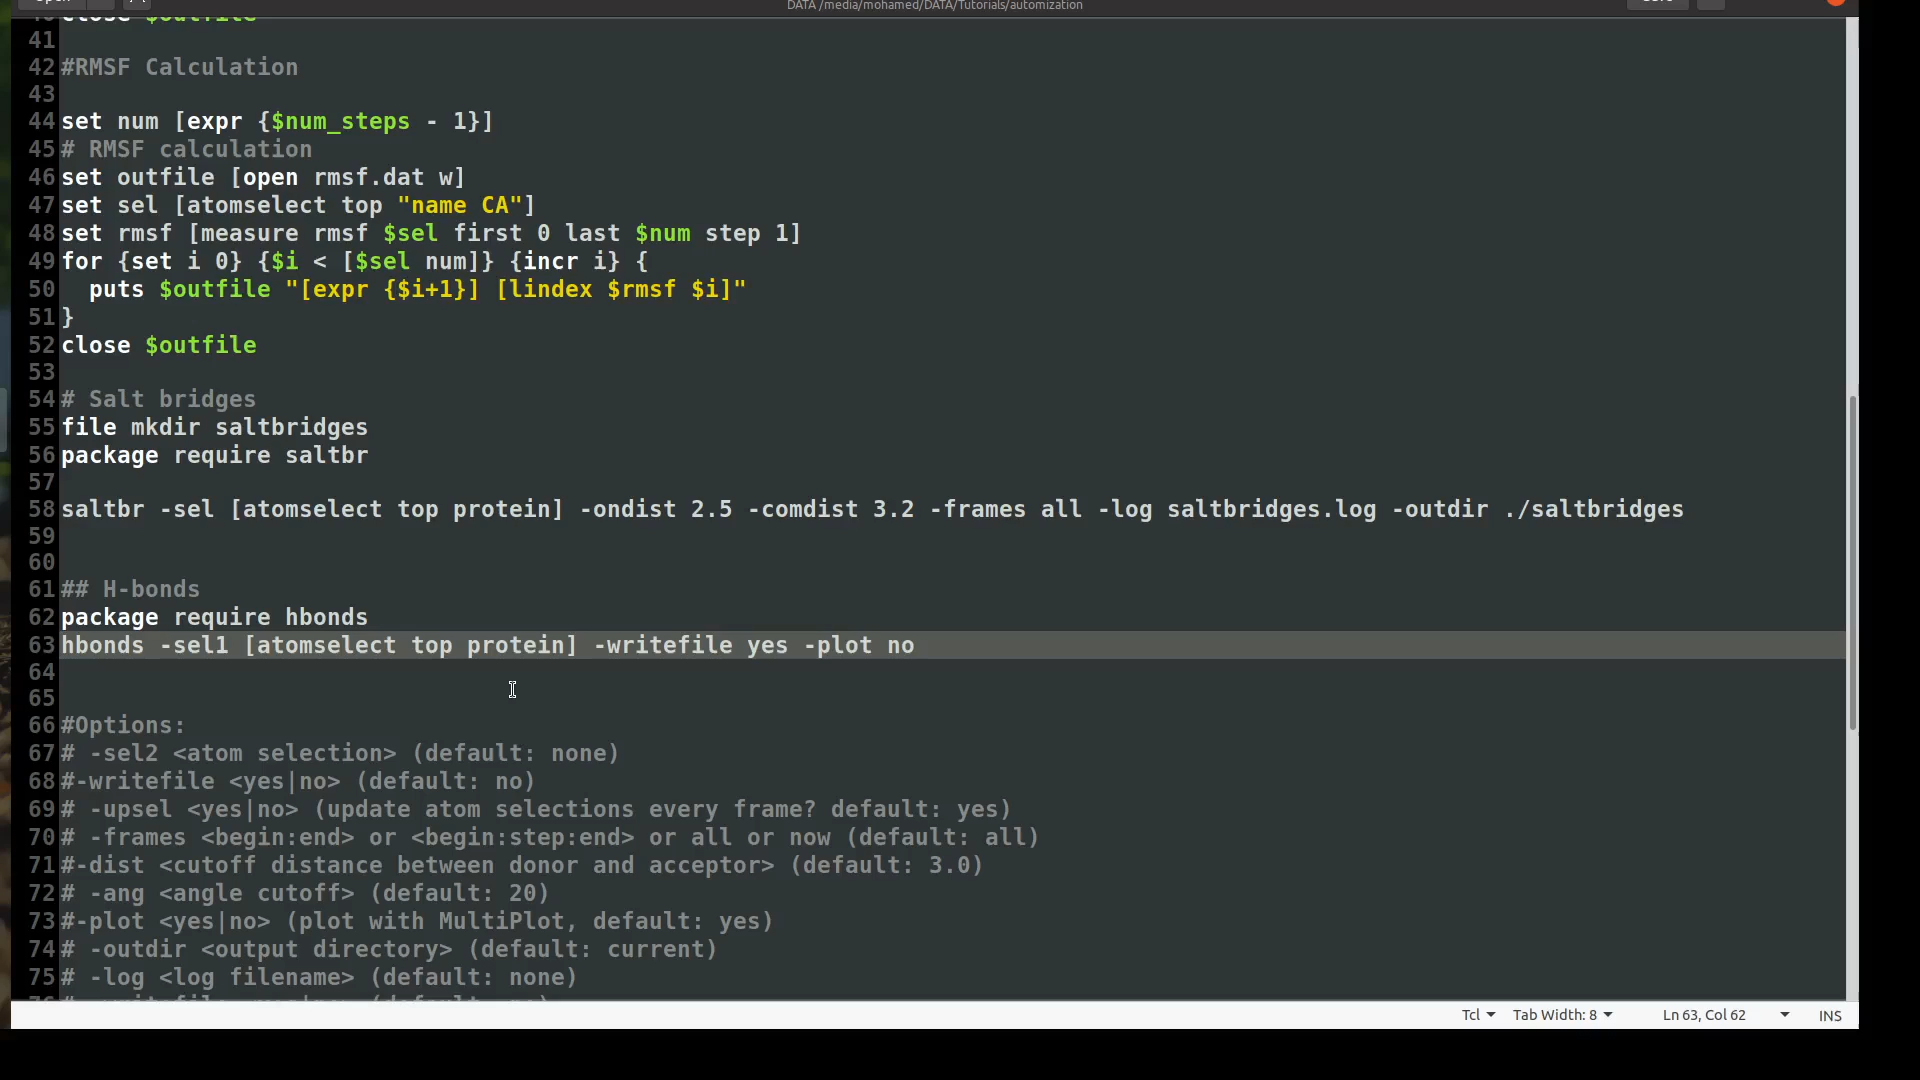 DATA /media/mohamed/DATA/Tutorials/automization
40 close $outfile
41
42 #RMSF Calculation
43
44 set num [expr {$num_steps - 1}]
45 # RMSF calculation
46 set outfile [open rmsf.dat w]
47 set sel [atomselect top "name CA"]
48 set rmsf [measure rmsf $sel first 0 last $num step 1]
49 for {set i 0} {$i < [$sel num]} {incr i} {
50   puts $outfile "[expr {$i+1}] [lindex $rmsf $i]"
51 }
52 close $outfile
53
54 # Salt bridges
55 file mkdir saltbridges
56 package require saltbr
57
58 saltbr -sel [atomselect top protein] -ondist 2.5 -comdist 3.2 -frames all -log saltbridges.log -outdir ./saltbridges
59
60
61 ## H-bonds
62 package require hbonds
63 hbonds -sel1 [atomselect top protein] -writefile yes -plot no
64
65
66 #Options:
67 # -sel2 <atom selection> (default: none)
68 #-writefile <yes|no> (default: no)
69 # -upsel <yes|no> (update atom selections every frame? default: yes)
70 # -frames <begin:end> or <begin:step:end> or all or now (default: all)
71 #-dist <cutoff distance between donor and acceptor> (default: 3.0)
72 # -ang <angle cutoff> (default: 20)
73 #-plot <yes|no> (plot with MultiPlot, default: yes)
74 # -outdir <output directory> (default: current)
75 # -log <log filename> (default: none)
Tcl Tab Width: 8 Ln 63, Col 62 INS